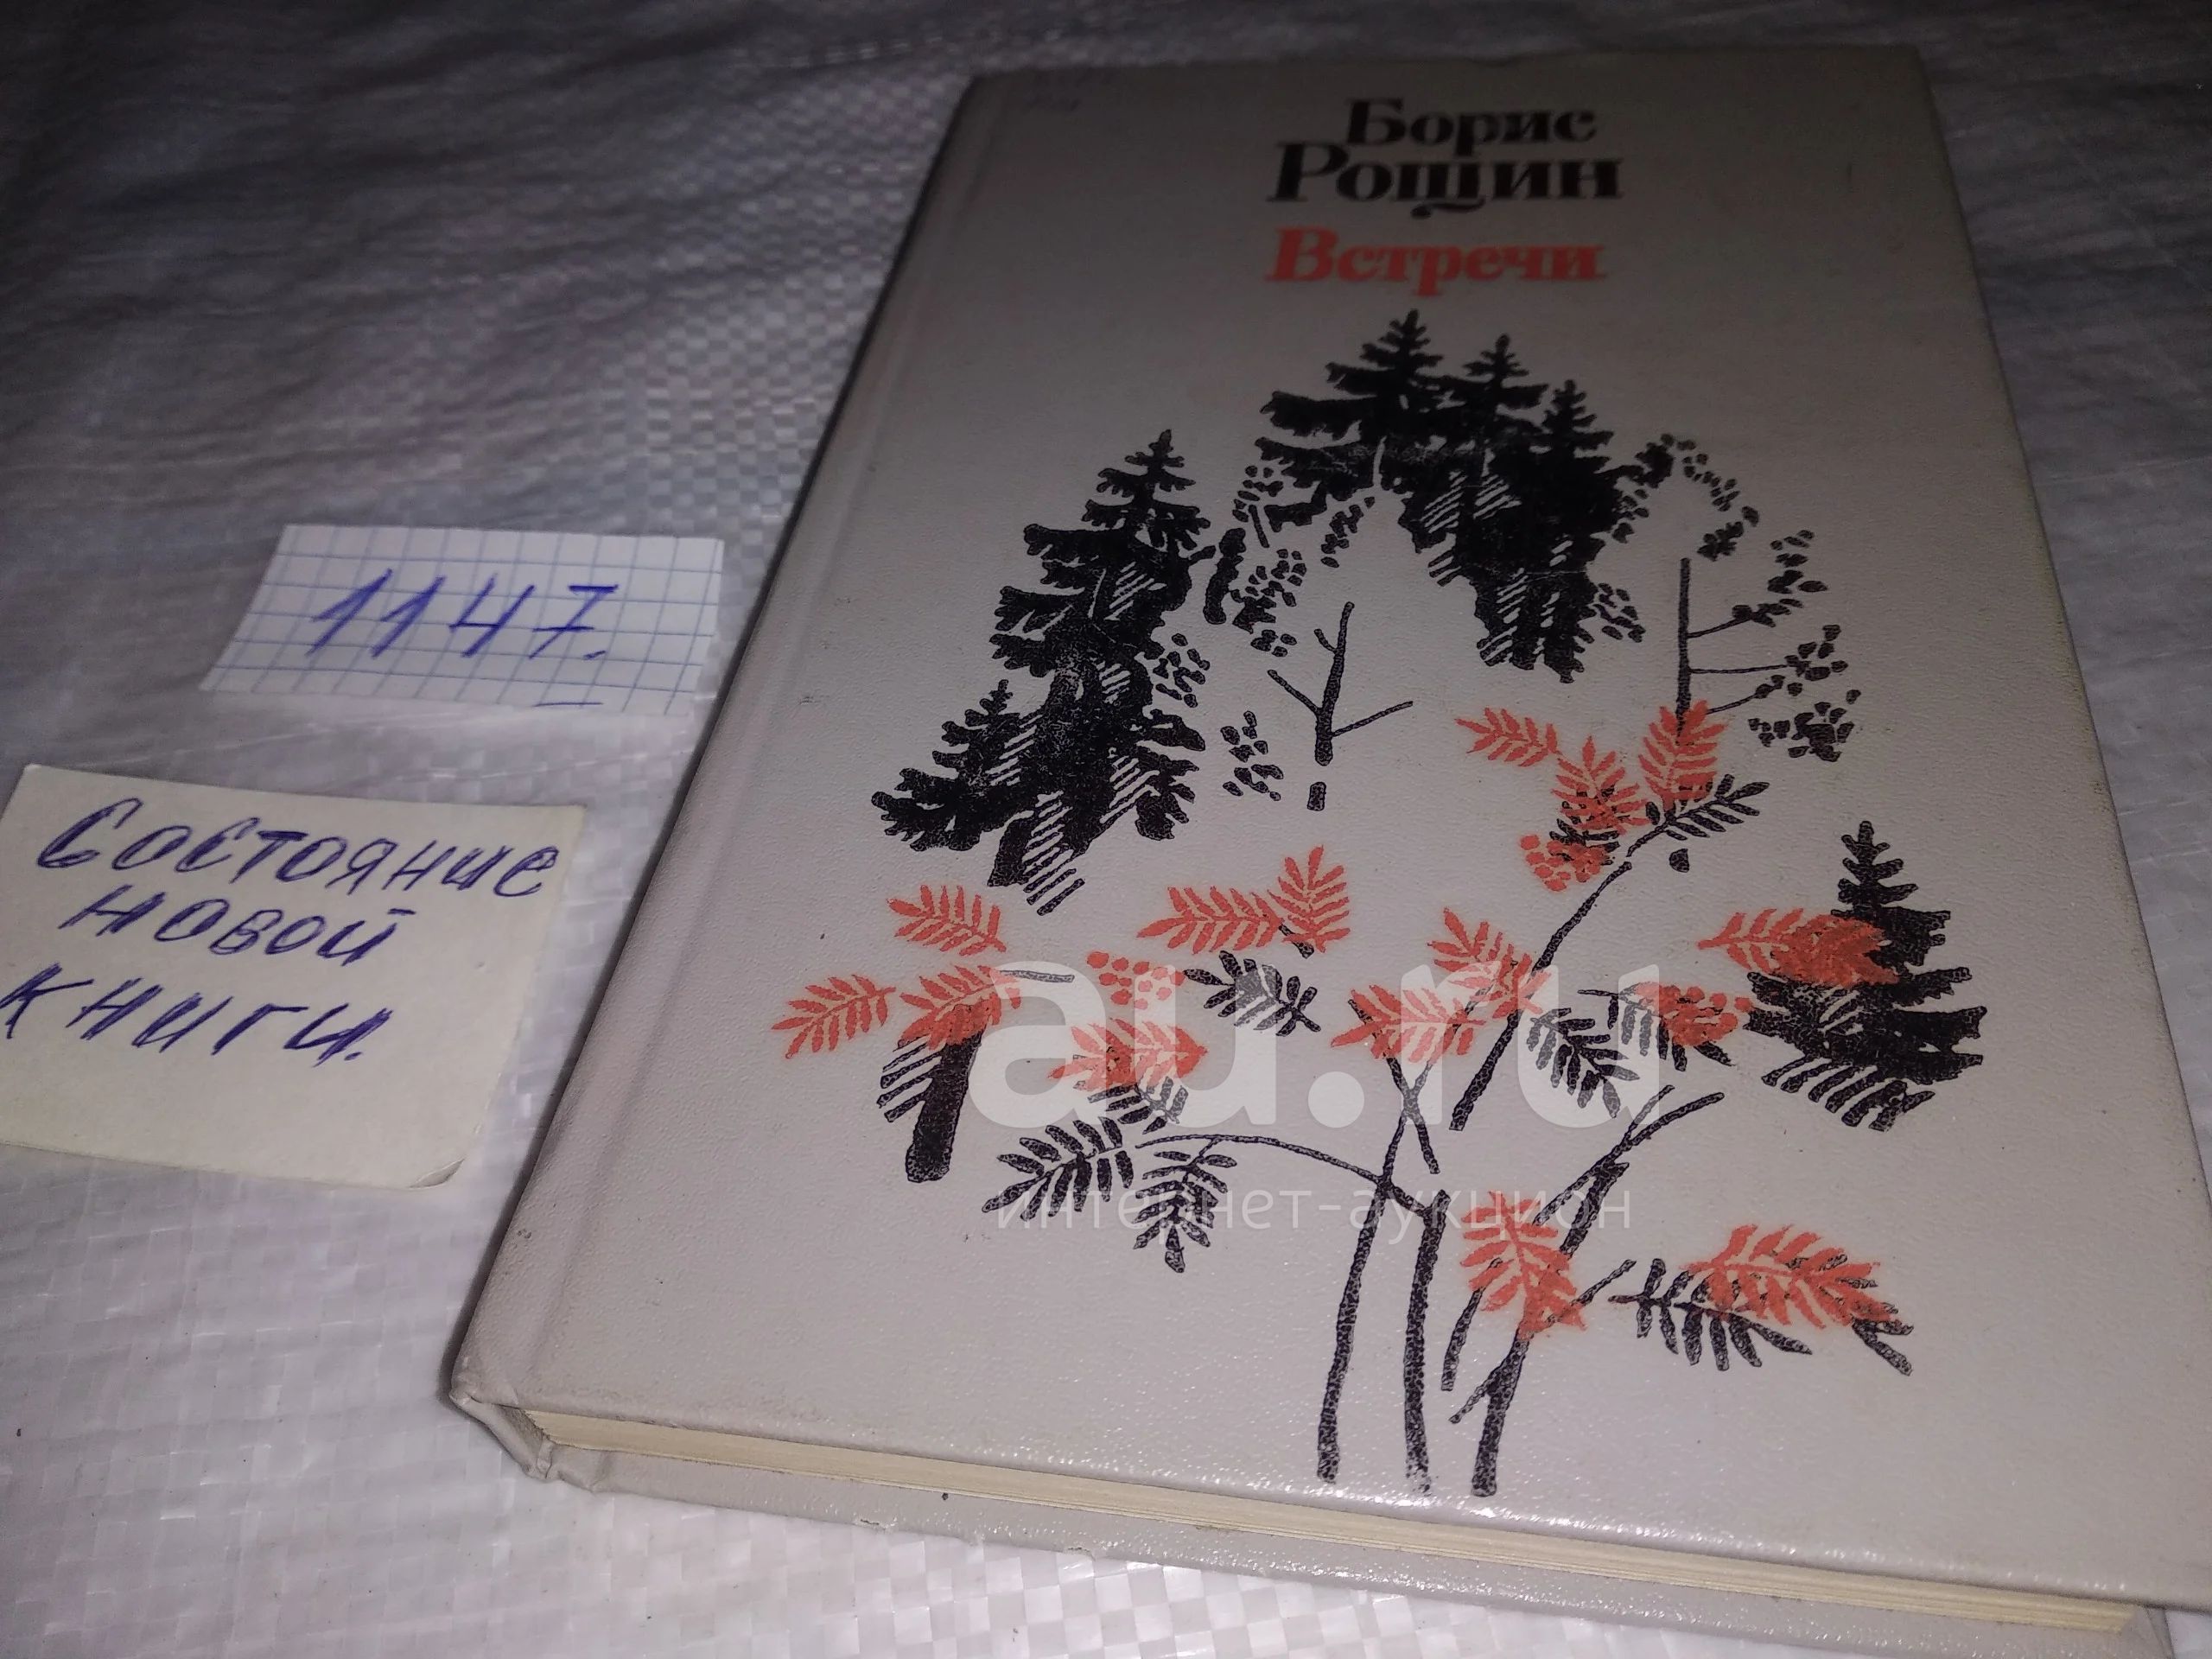 Борис
Рощин
Встречи
1147.
Состояние
новой
книги.
au.ru
интернет-аукцион